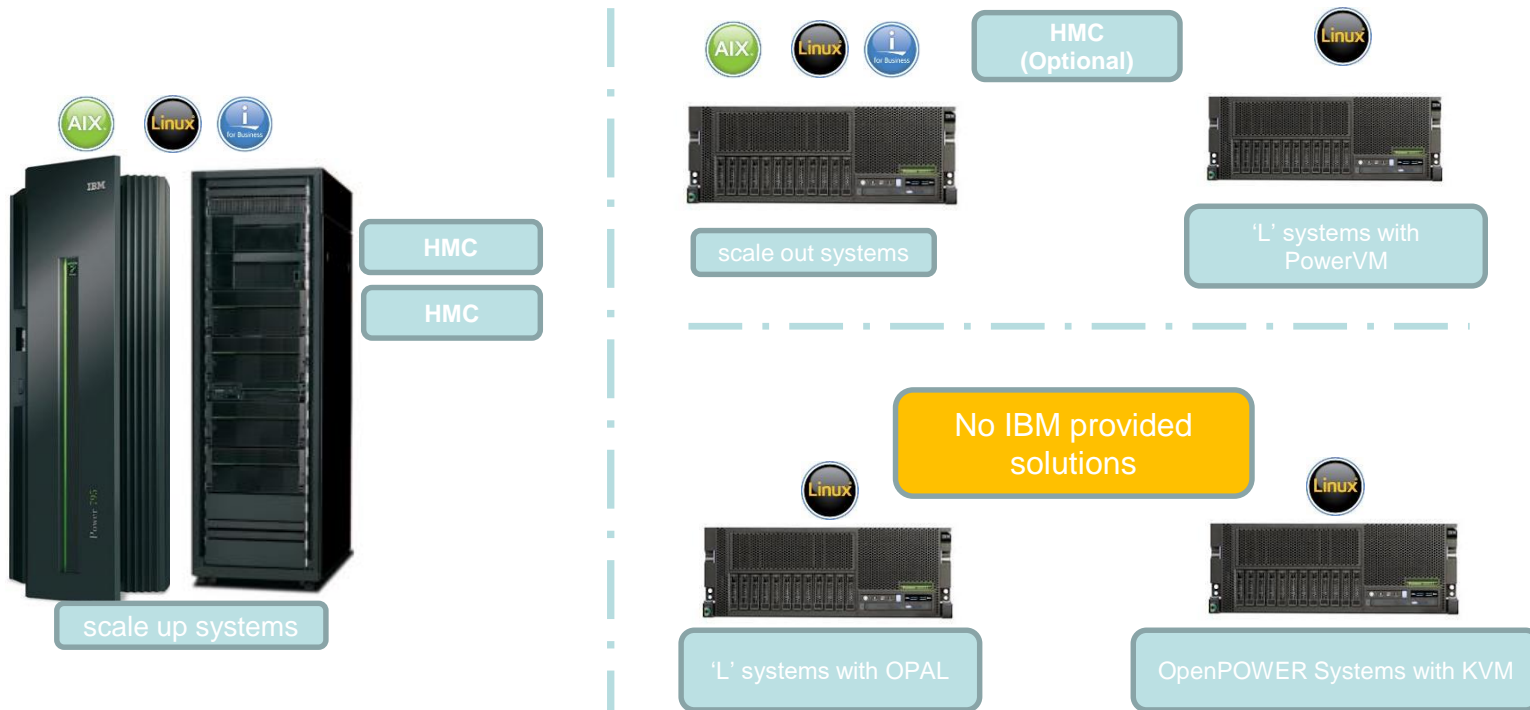 AIX
Linux
i
for Business
IBM
Power 795
HMC
HMC
scale up systems
AIX
Linux
i
for Business
HMC
(Optional)
Linux
scale out systems
'L' systems with
PowerVM
No IBM provided
solutions
Linux
Linux
'L' systems with OPAL
OpenPOWER Systems with KVM